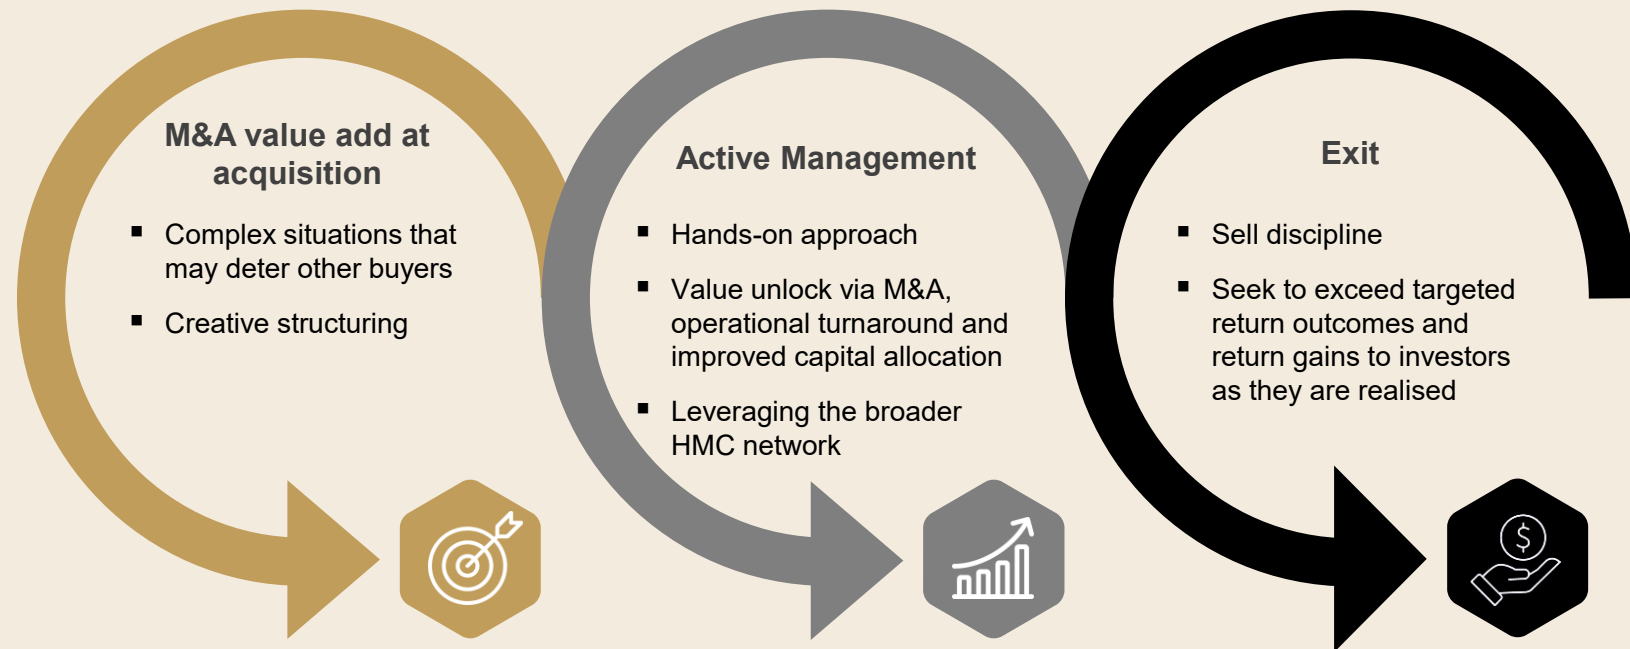 M&A value add at
acquisition
▪ Complex situations that
may deter other buyers
▪ Creative structuring
Active Management
▪ Hands-on approach
▪ Value unlock via M&A,
operational turnaround and
improved capital allocation
▪ Leveraging the broader
HMC network
Exit
▪ Sell discipline
▪ Seek to exceed targeted
return outcomes and
return gains to investors
as they are realised
$